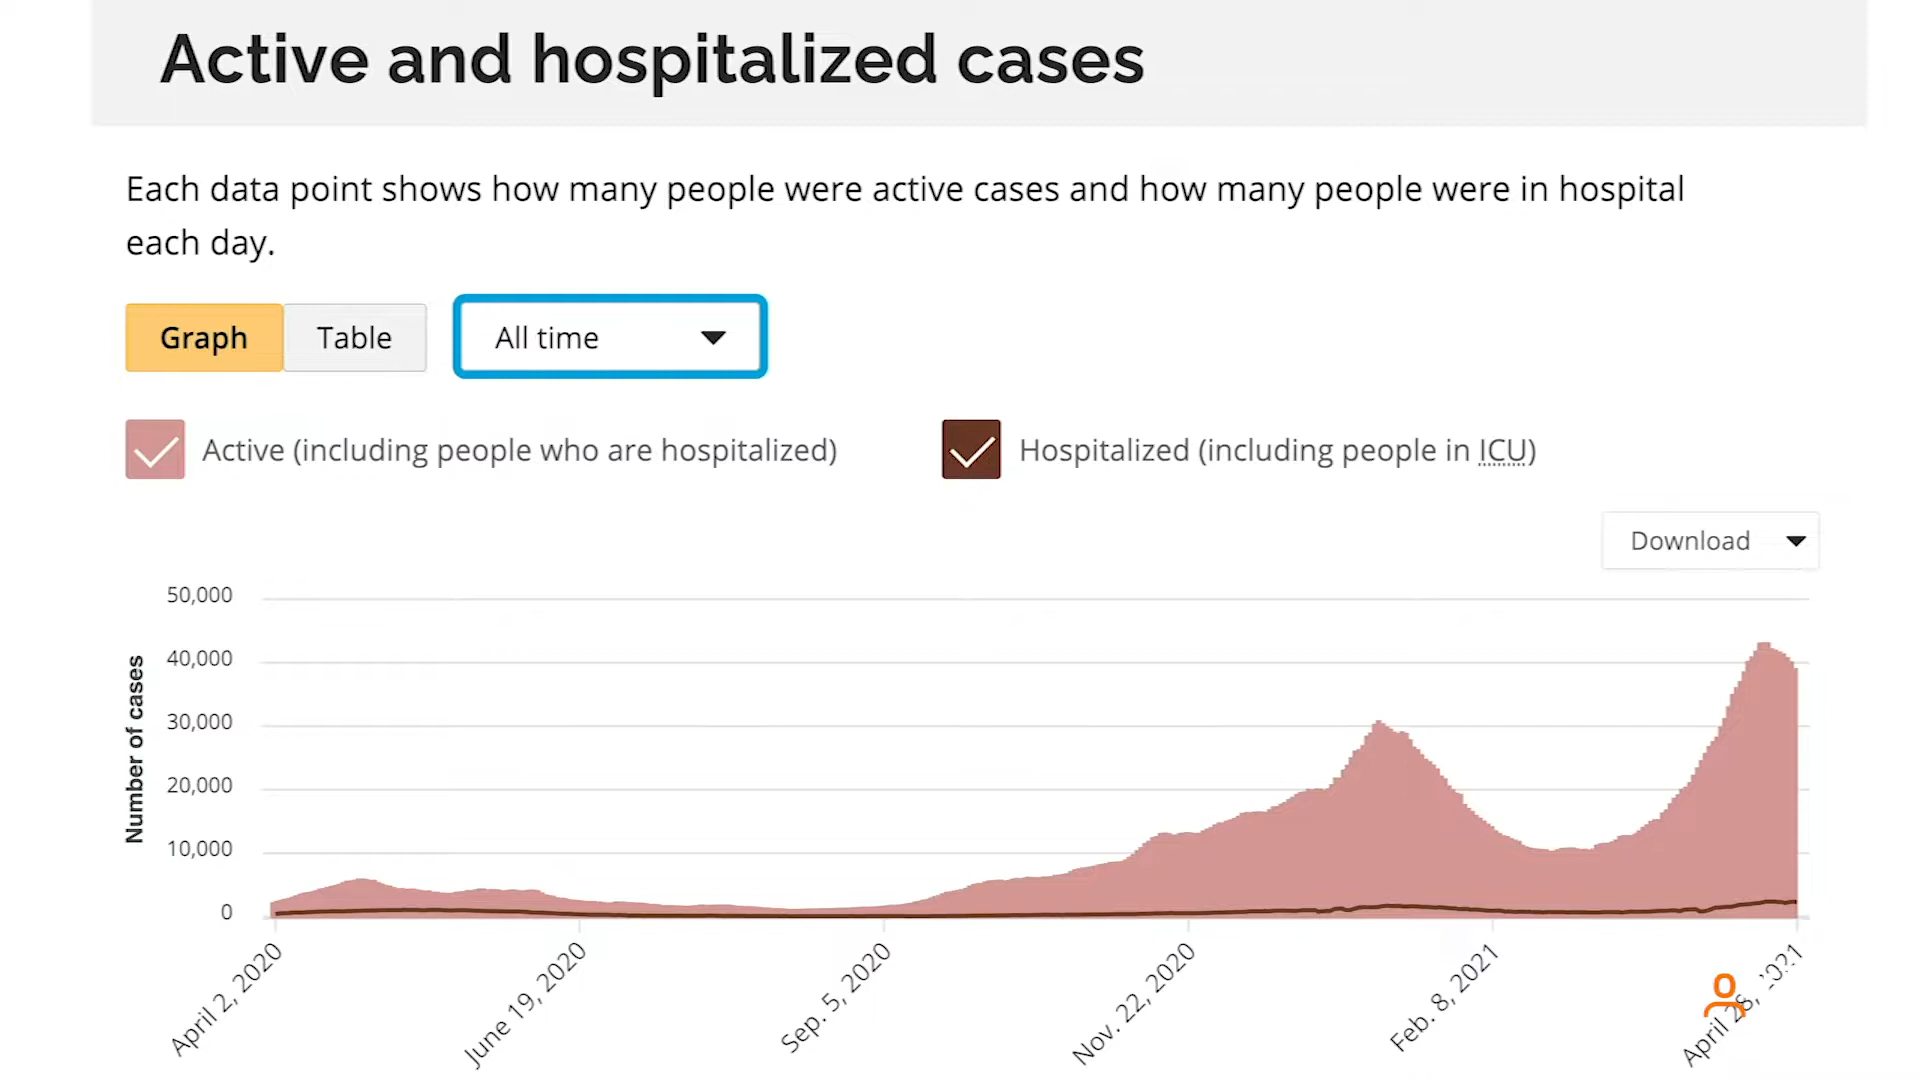 Active and hospitalized cases
Each data point shows how many people were active cases and how many people were in hospital
each day.
Graph
Table
All time
Active (including people who are hospitalized)
Hospitalized (including people in ICU)
Download
Number of cases
50,000
40,000
30,000
20,000
10,000
0
April 2, 2020
June 19, 2020
Sep. 5, 2020
Nov. 22, 2020
Feb. 8, 2021
April 28, 2021